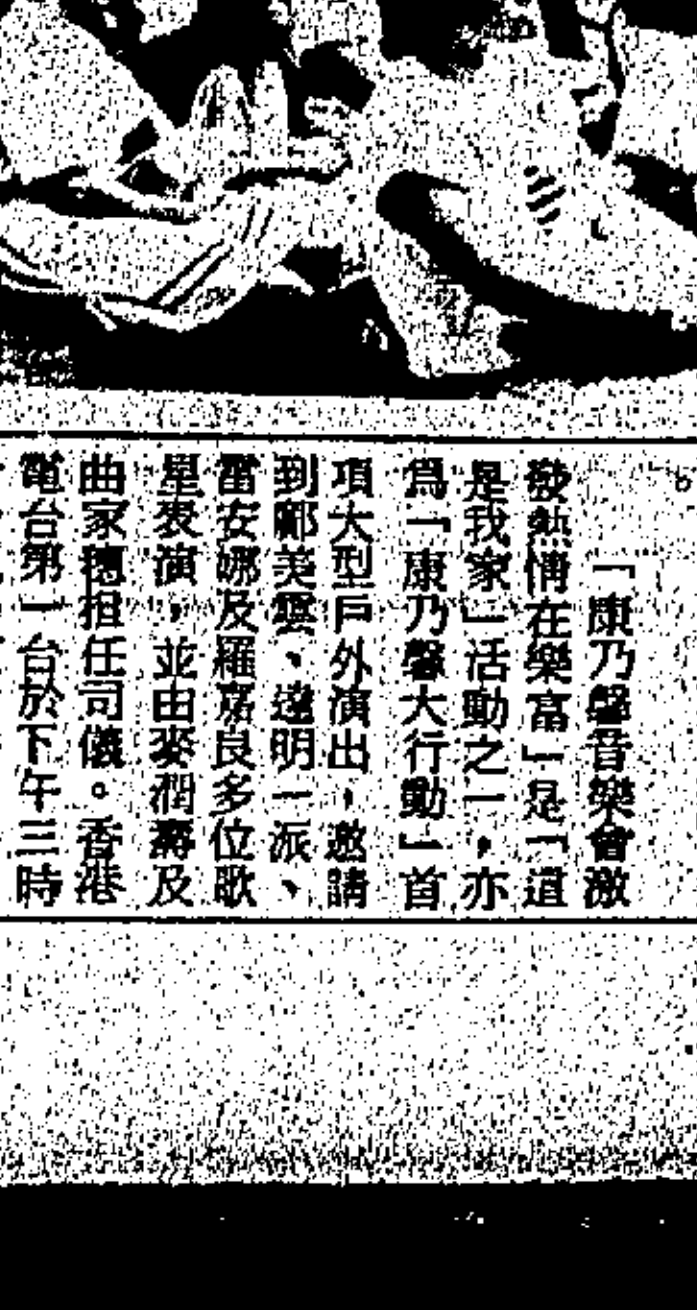 「康乃馨音樂會激
發熱情在樂富」是「這
是我家」活動之一，亦
爲「康乃馨大行動」首
項大型戶外演出，邀請
到鄺美雲、達明一派、
雷安娜及羅嘉良多位歌
星表演，並由麥潤壽及
曲家穗担任司儀。香港
電台第一台於下午三時